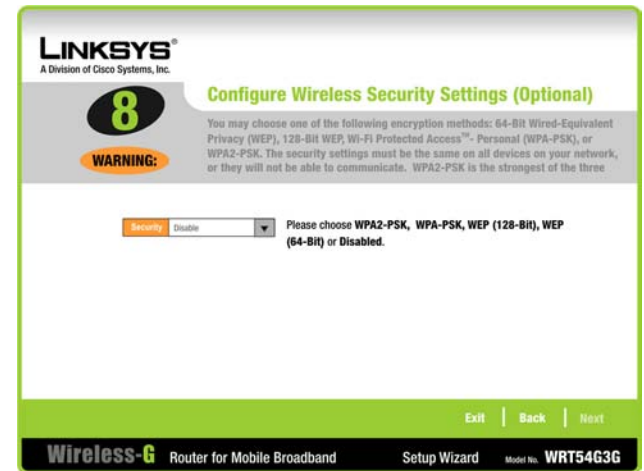 LINKSYS®
A Division of Cisco Systems, Inc.
8
WARNING:
Configure Wireless Security Settings (Optional)
You may choose one of the following encryption methods: 64-Bit Wired-Equivalent
Privacy (WEP), 128-Bit WEP, Wi-Fi Protected Access™- Personal (WPA-PSK), or
WPA2-PSK. The security settings must be the same on all devices on your network,
or they will not be able to communicate. WPA2-PSK is the strongest of the three
Security Disable
Please choose WPA2-PSK, WPA-PSK, WEP (128-Bit), WEP
(64-Bit) or Disabled.
Exit | Back | Next
Wireless-G Router for Mobile Broadband Setup Wizard Model No. WRT54G3G